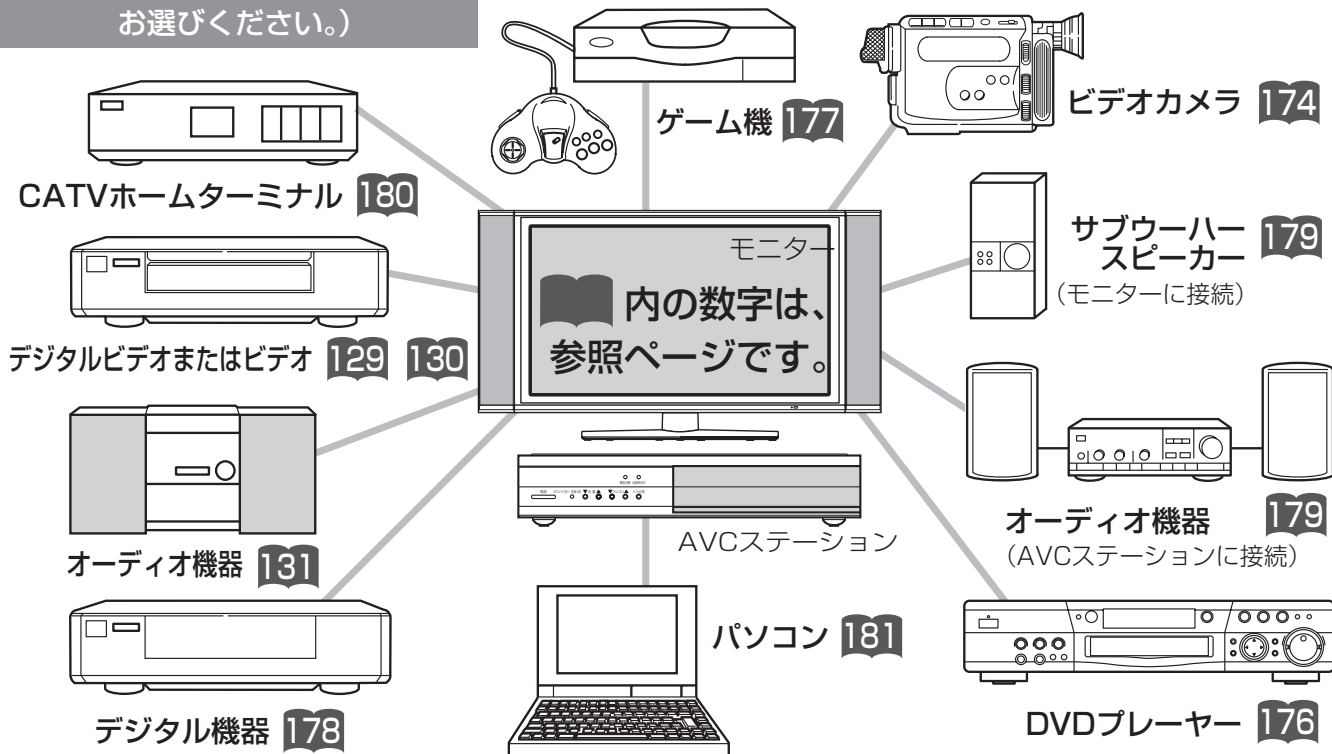 お選びください。)
ゲーム機 177
ビデオカメラ 174
CATVホームターミナル 180
サブウーハー
スピーカー 179
(モニターに接続)
モニター
内の数字は、
参照ページです。
デジタルビデオまたはビデオ 129 130
オーディオ機器 131
AVCステーション
オーディオ機器 179
(AVCステーションに接続)
パソコン 181
デジタル機器 178
DVDプレーヤー 176